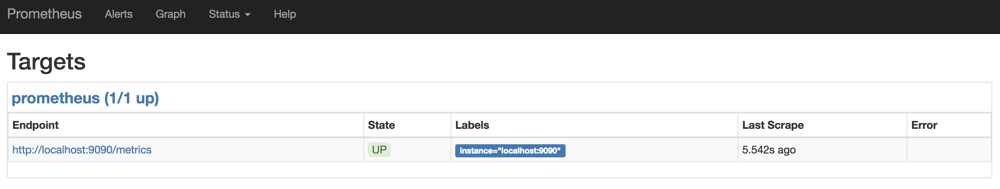 Prometheus Alerts Graph Status Help
Targets
prometheus (1/1 up)
Endpoint State Labels Last Scrape Error
http://localhost:9090/metrics UP instance="localhost:9090" 5.542s ago